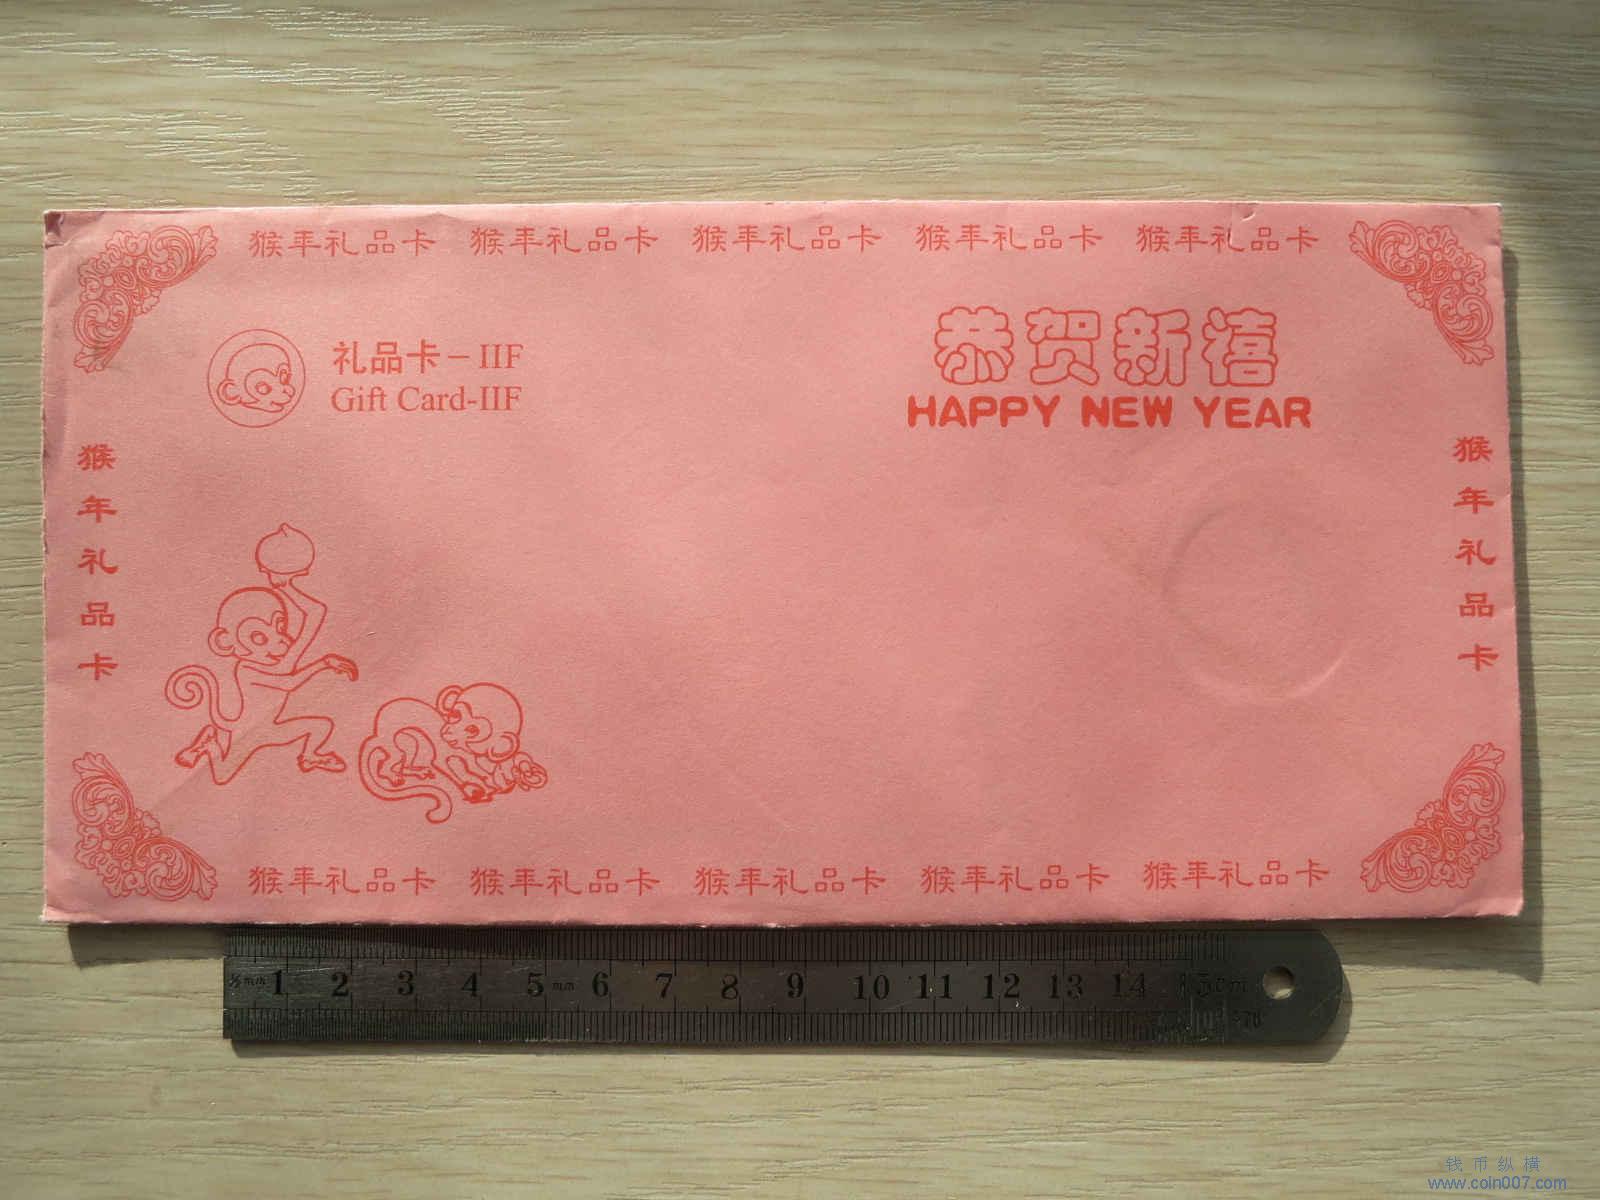 猴年礼品卡 猴年礼品卡 猴年礼品卡 猴年礼品卡 猴年礼品卡
礼品卡－IIF
Gift Card-IIF
恭贺新禧
HAPPY NEW YEAR
猴年礼品卡
猴年礼品卡
猴年礼品卡 猴年礼品卡 猴年礼品卡 猴年礼品卡 猴年礼品卡
½mm 1 2 3 4 5 mm 6 7 8 9 10 11 12 13 14 15cm
钱币纵横
www.coin007.com